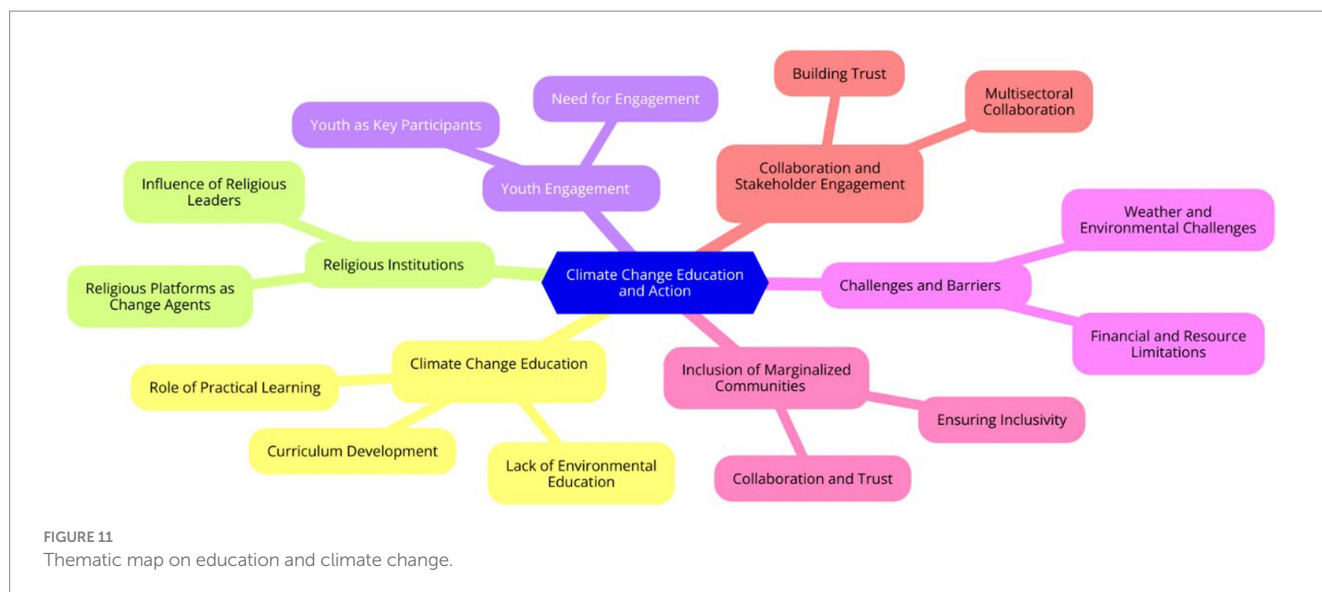 Building Trust
Multisectoral
Collaboration
Need for Engagement
Youth as Key Participants
Collaboration and
Stakeholder Engagement
Youth Engagement
Influence of Religious
Leaders
Weather and
Environmental Challenges
Religious Institutions
Climate Change Education
and Action
Religious Platforms as
Change Agents
Challenges and Barriers
Financial and Resource
Limitations
Climate Change Education
Inclusion of Marginalized
Communities
Role of Practical Learning
Ensuring Inclusivity
Curriculum Development
Lack of Environmental
Education
Collaboration and Trust
FIGURE 11
Thematic map on education and climate change.